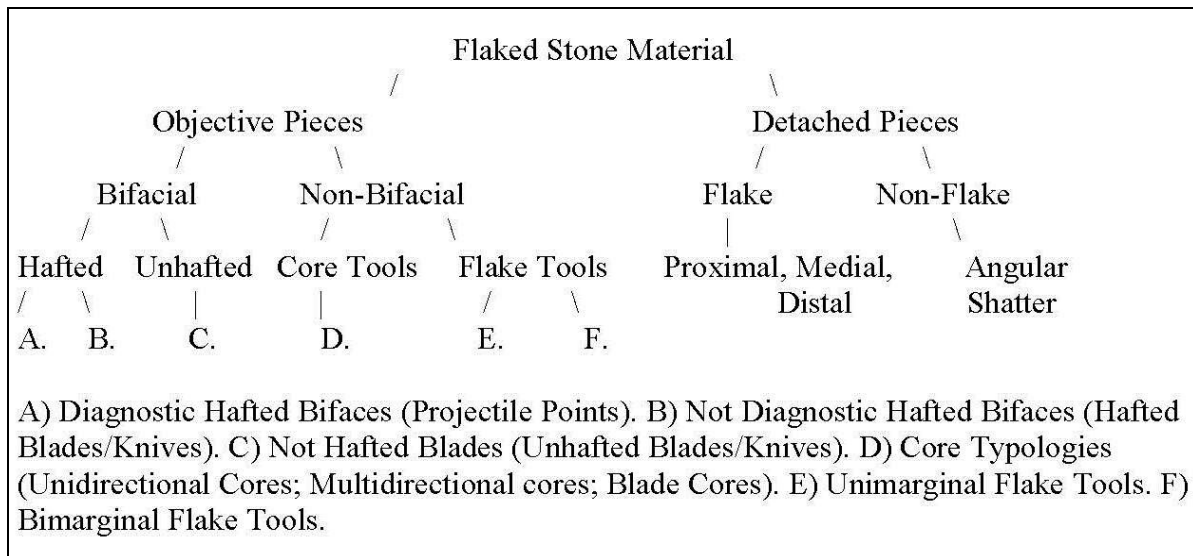 Flaked Stone Material
Objective Pieces Detached Pieces
Bifacial Non-Bifacial Flake Non-Flake
Hafted Unhafted Core Tools Flake Tools Proximal, Medial, Angular
Distal Shatter
A. B. C. D. E. F.
A) Diagnostic Hafted Bifaces (Projectile Points). B) Not Diagnostic Hafted Bifaces (Hafted
Blades/Knives). C) Not Hafted Blades (Unhafted Blades/Knives). D) Core Typologies
(Unidirectional Cores; Multidirectional cores; Blade Cores). E) Unimarginal Flake Tools. F)
Bimarginal Flake Tools.